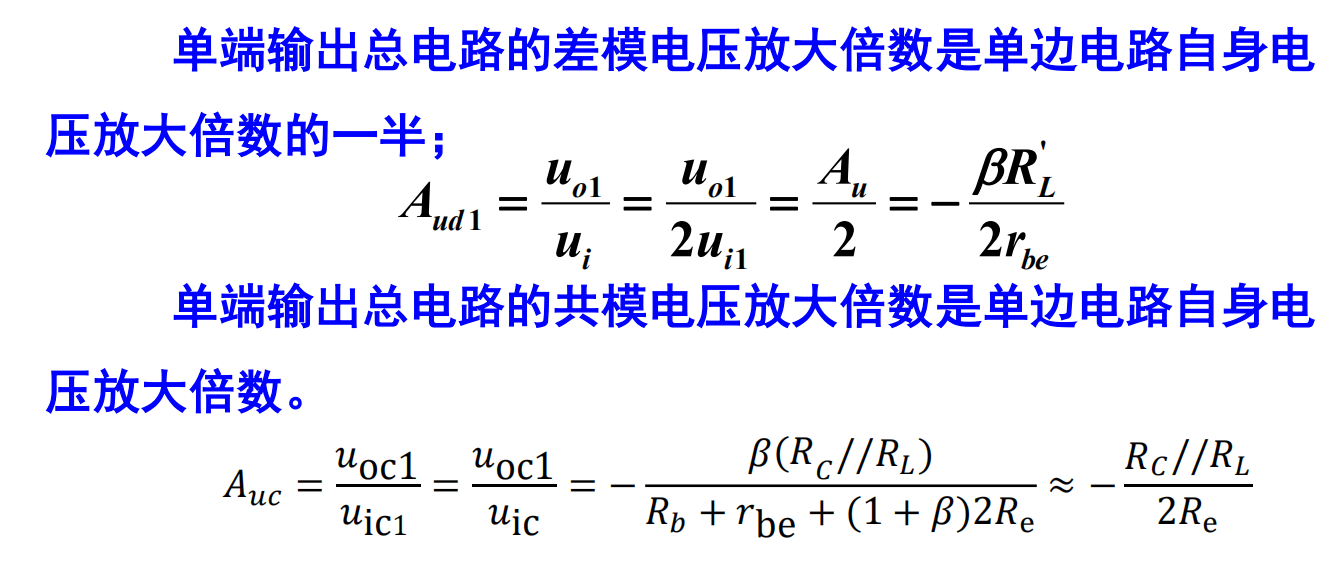 单端输出总电路的差模电压放大倍数是单边电路自身电
压放大倍数的一半；
A_{ud1} = \frac{u_{o1}}{u_i} = \frac{u_{o1}}{2u_{i1}} = \frac{A_u}{2} = -\frac{βR_L^'}{2r_{be}}
单端输出总电路的共模电压放大倍数是单边电路自身电
压放大倍数。
A_{uc} = \frac{u_{oc1}}{u_{ic1}} = \frac{u_{oc1}}{u_{ic}} = -\frac{β(R_C//R_L)}{R_b + r_{be} + (1 + β)2R_e} ≈ -\frac{R_C//R_L}{2R_e}